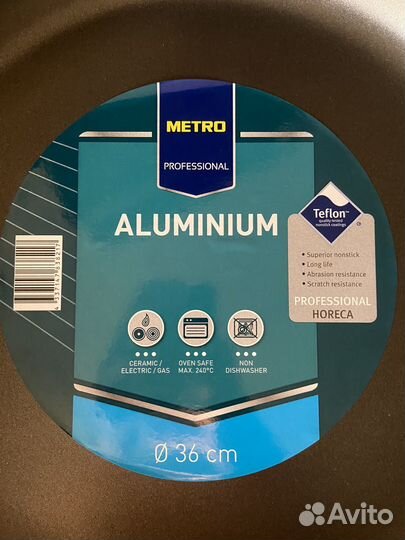 METRO
PROFESSIONAL
ALUMINIUM
Teflon™
quality-tested
nonstick coatings
• Superior nonstick
• Long life
• Abrasion resistance
• Scratch resistance
PROFESSIONAL
HORECA
CERAMIC /
ELECTRIC / GAS
OVEN SAFE
MAX. 240°C
NON
DISHWASHER
Ø 36 cm
Avito